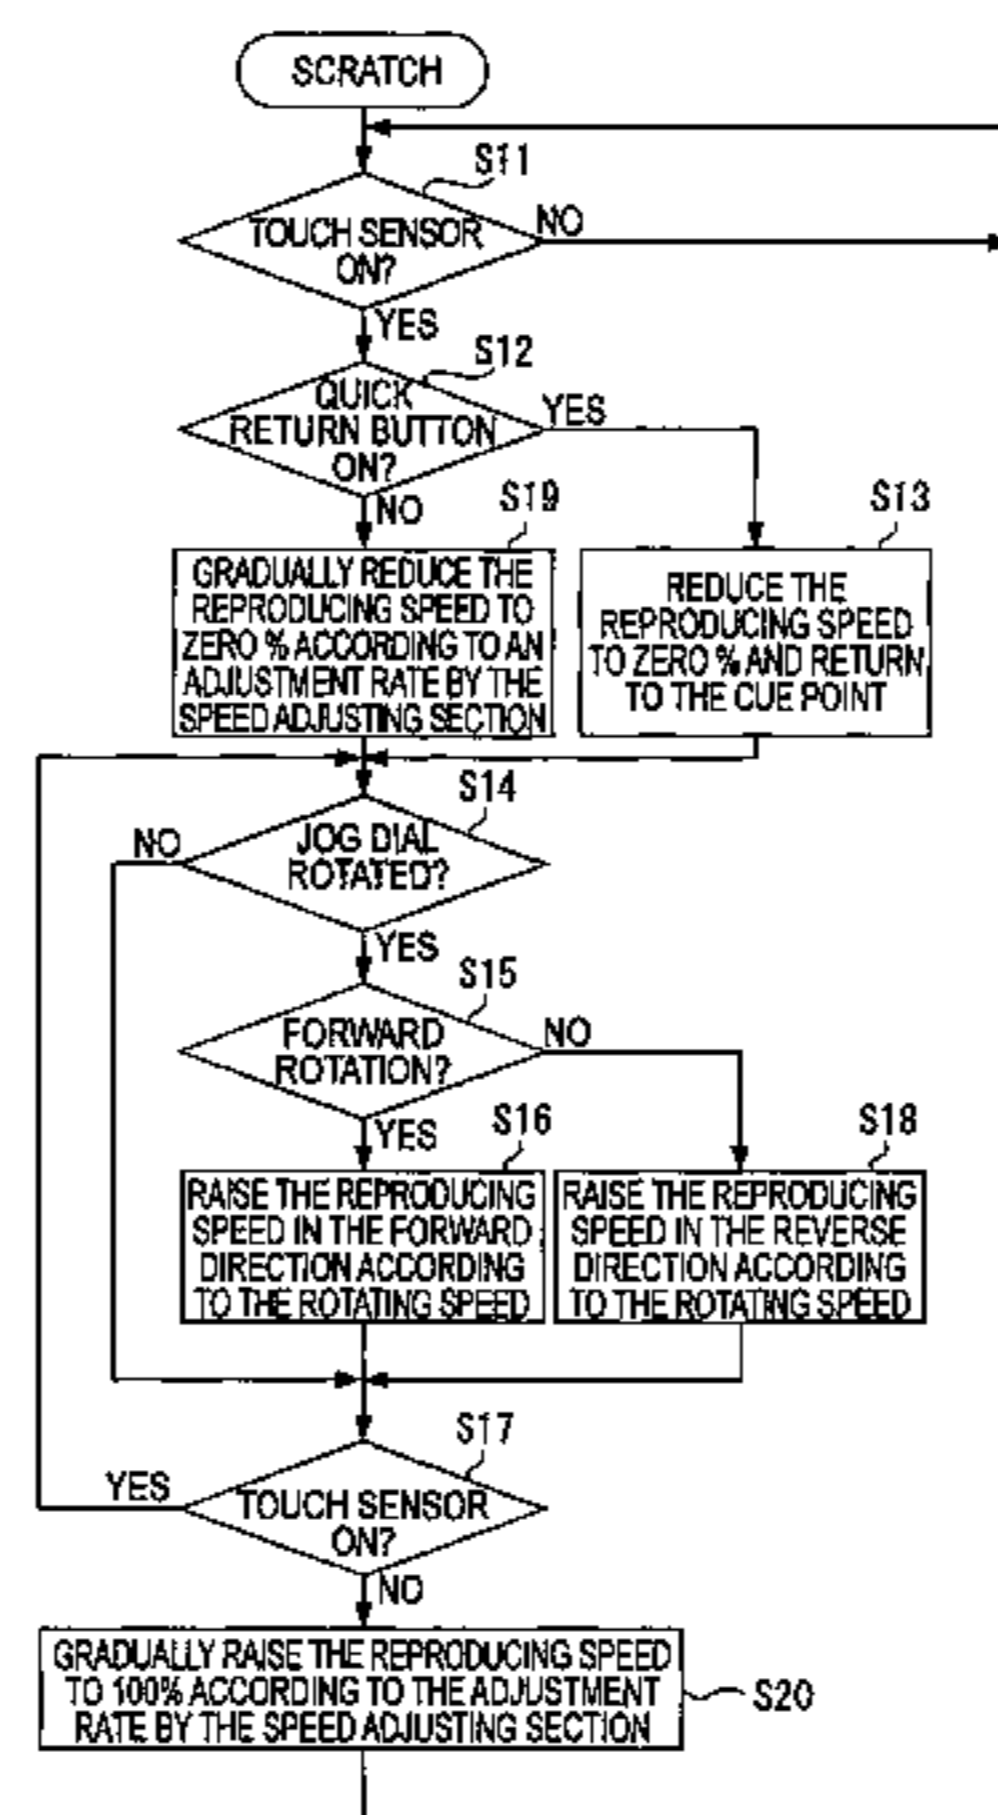 SCRATCH
S11
TOUCH SENSOR
ON?
NO
YES
S12
QUICK
RETURN BUTTON
ON?
YES
NO
S19
GRADUALLY REDUCE THE
REPRODUCING SPEED TO
ZERO % ACCORDING TO AN
ADJUSTMENT RATE BY THE
SPEED ADJUSTING SECTION
S13
REDUCE THE
REPRODUCING SPEED
TO ZERO % AND RETURN
TO THE CUE POINT
S14
JOG DIAL
ROTATED?
NO
YES
S15
FORWARD
ROTATION?
NO
YES
S16
RAISE THE REPRODUCING
SPEED IN THE FORWARD
DIRECTION ACCORDING
TO THE ROTATING SPEED
S18
RAISE THE REPRODUCING
SPEED IN THE REVERSE
DIRECTION ACCORDING
TO THE ROTATING SPEED
S17
TOUCH SENSOR
ON?
YES
NO
GRADUALLY RAISE THE REPRODUCING SPEED
TO 100% ACCORDING TO THE ADJUSTMENT
RATE BY THE SPEED ADJUSTING SECTION
S20